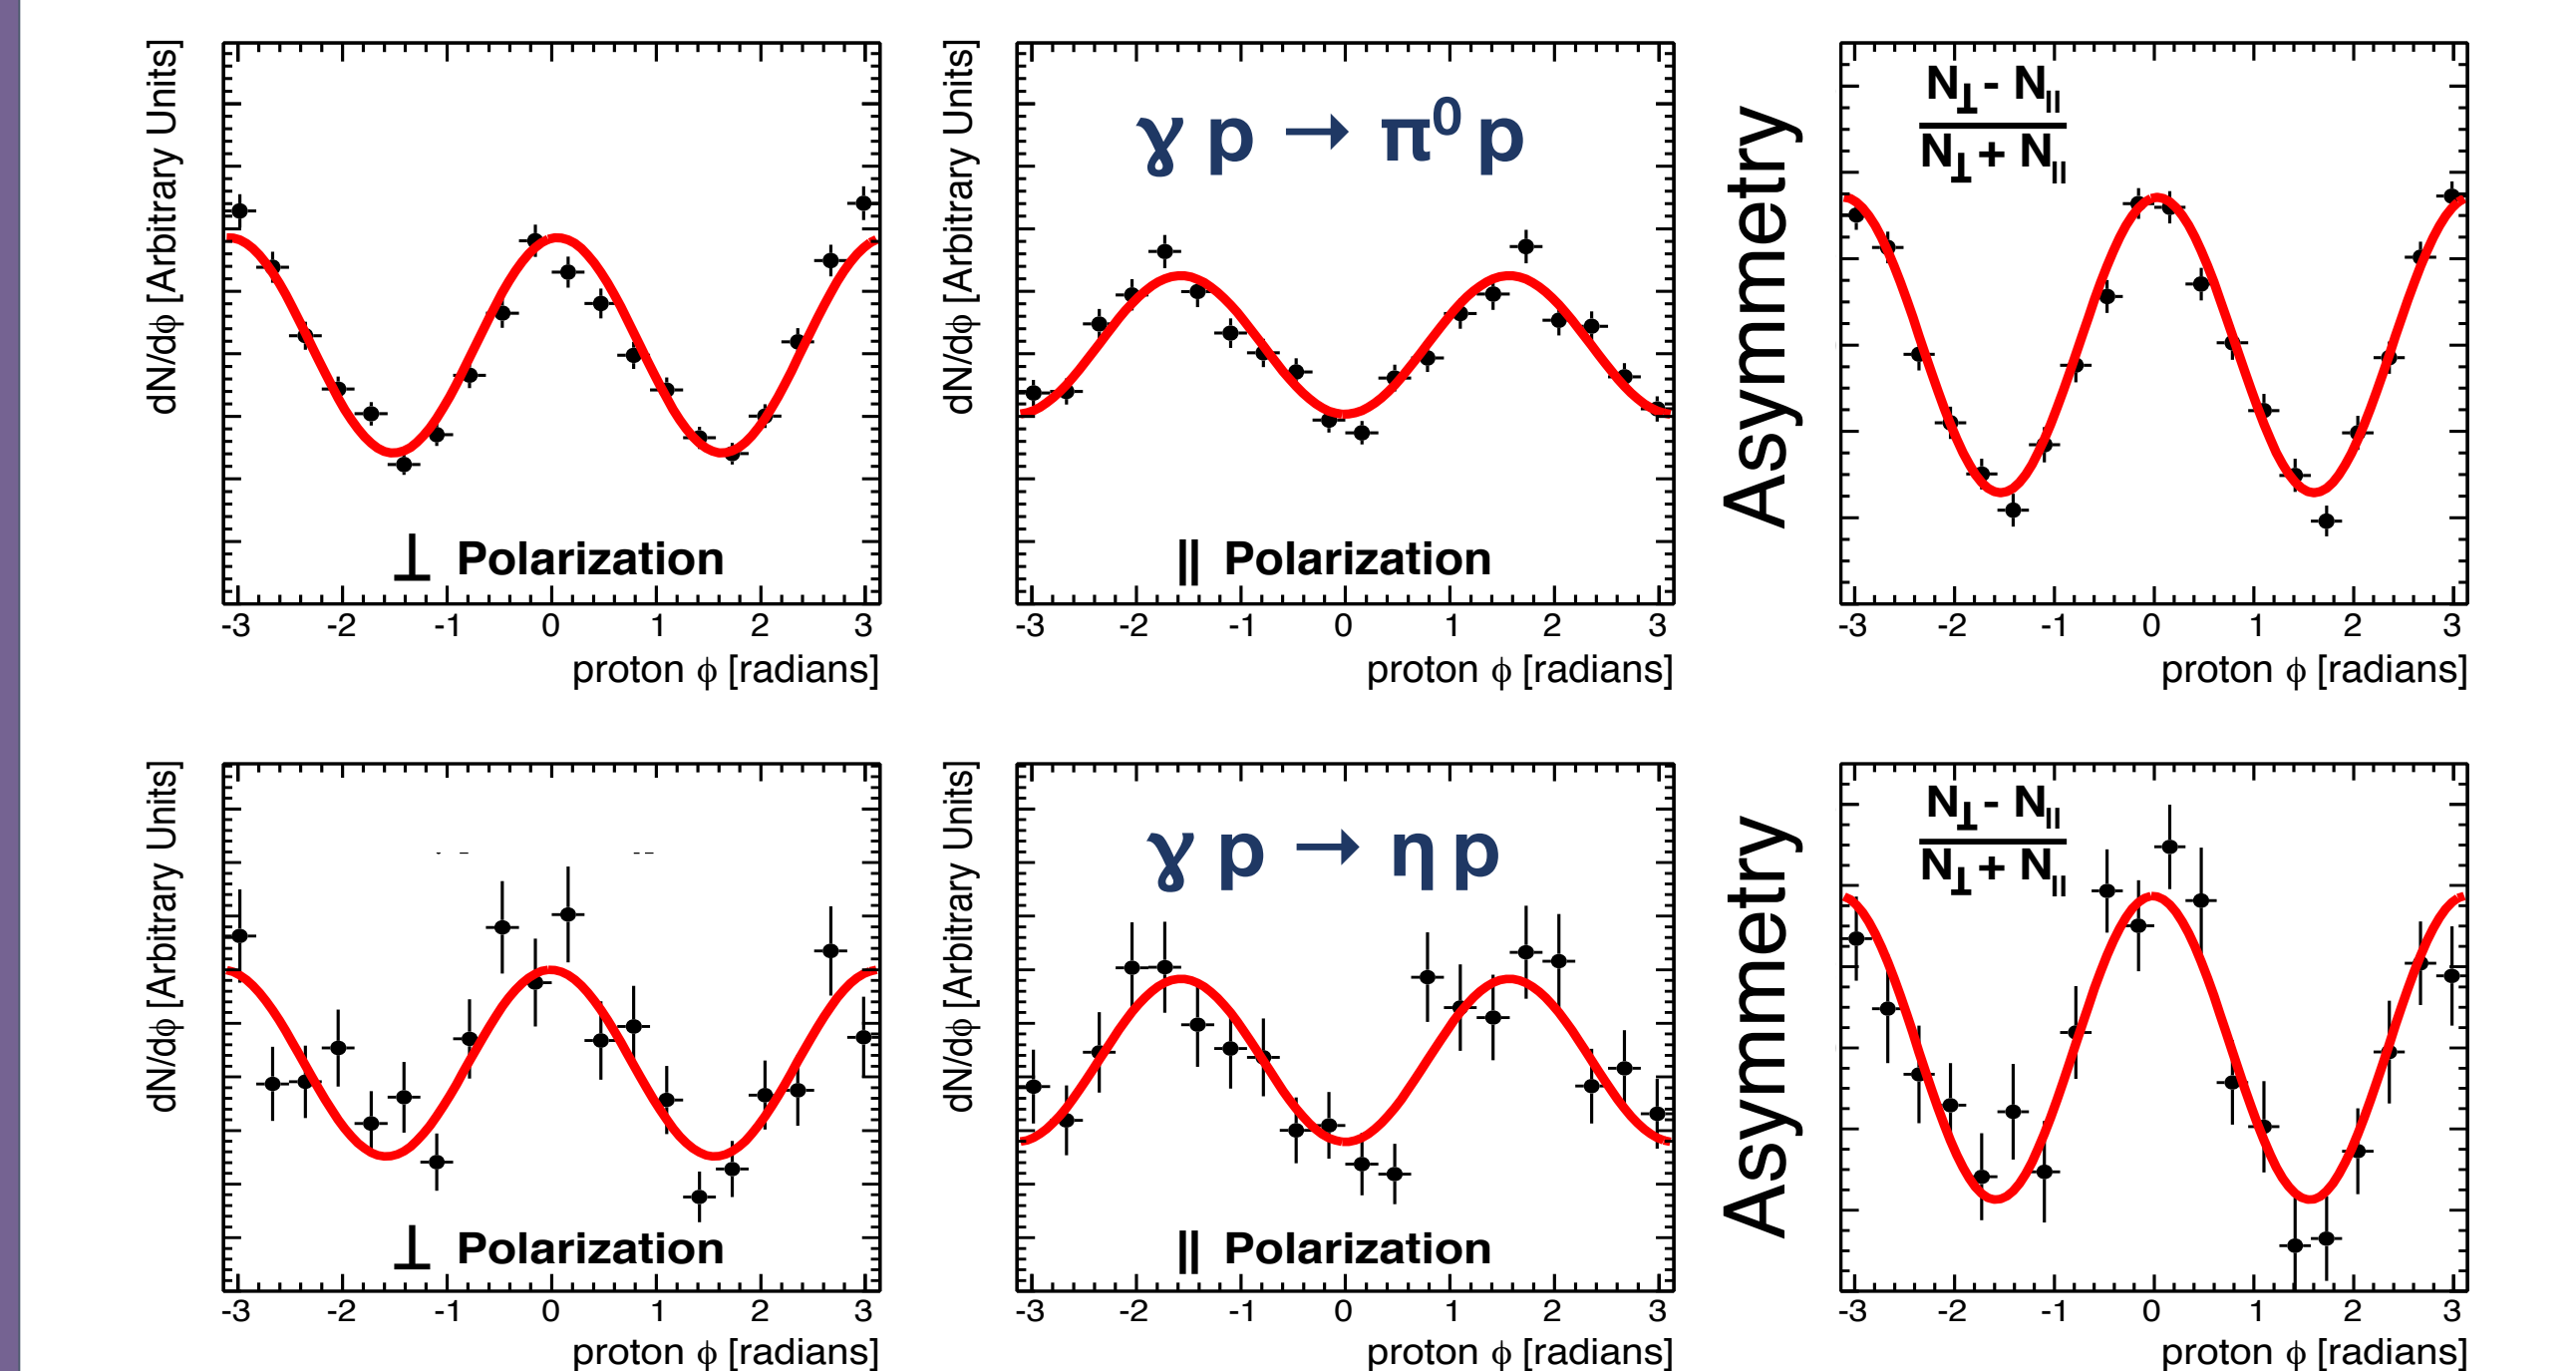 dN/dϕ [Arbitrary Units]
⊥ Polarization
-3 -2 -1 0 1 2 3
proton ϕ [radians]
dN/dϕ [Arbitrary Units]
γ p → π⁰ p
|| Polarization
-3 -2 -1 0 1 2 3
proton ϕ [radians]
Asymmetry
N⊥ - N||
N⊥ + N||
-3 -2 -1 0 1 2 3
proton ϕ [radians]
dN/dϕ [Arbitrary Units]
⊥ Polarization
-3 -2 -1 0 1 2 3
proton ϕ [radians]
dN/dϕ [Arbitrary Units]
γ p → η p
|| Polarization
-3 -2 -1 0 1 2 3
proton ϕ [radians]
Asymmetry
N⊥ - N||
N⊥ + N||
-3 -2 -1 0 1 2 3
proton ϕ [radians]